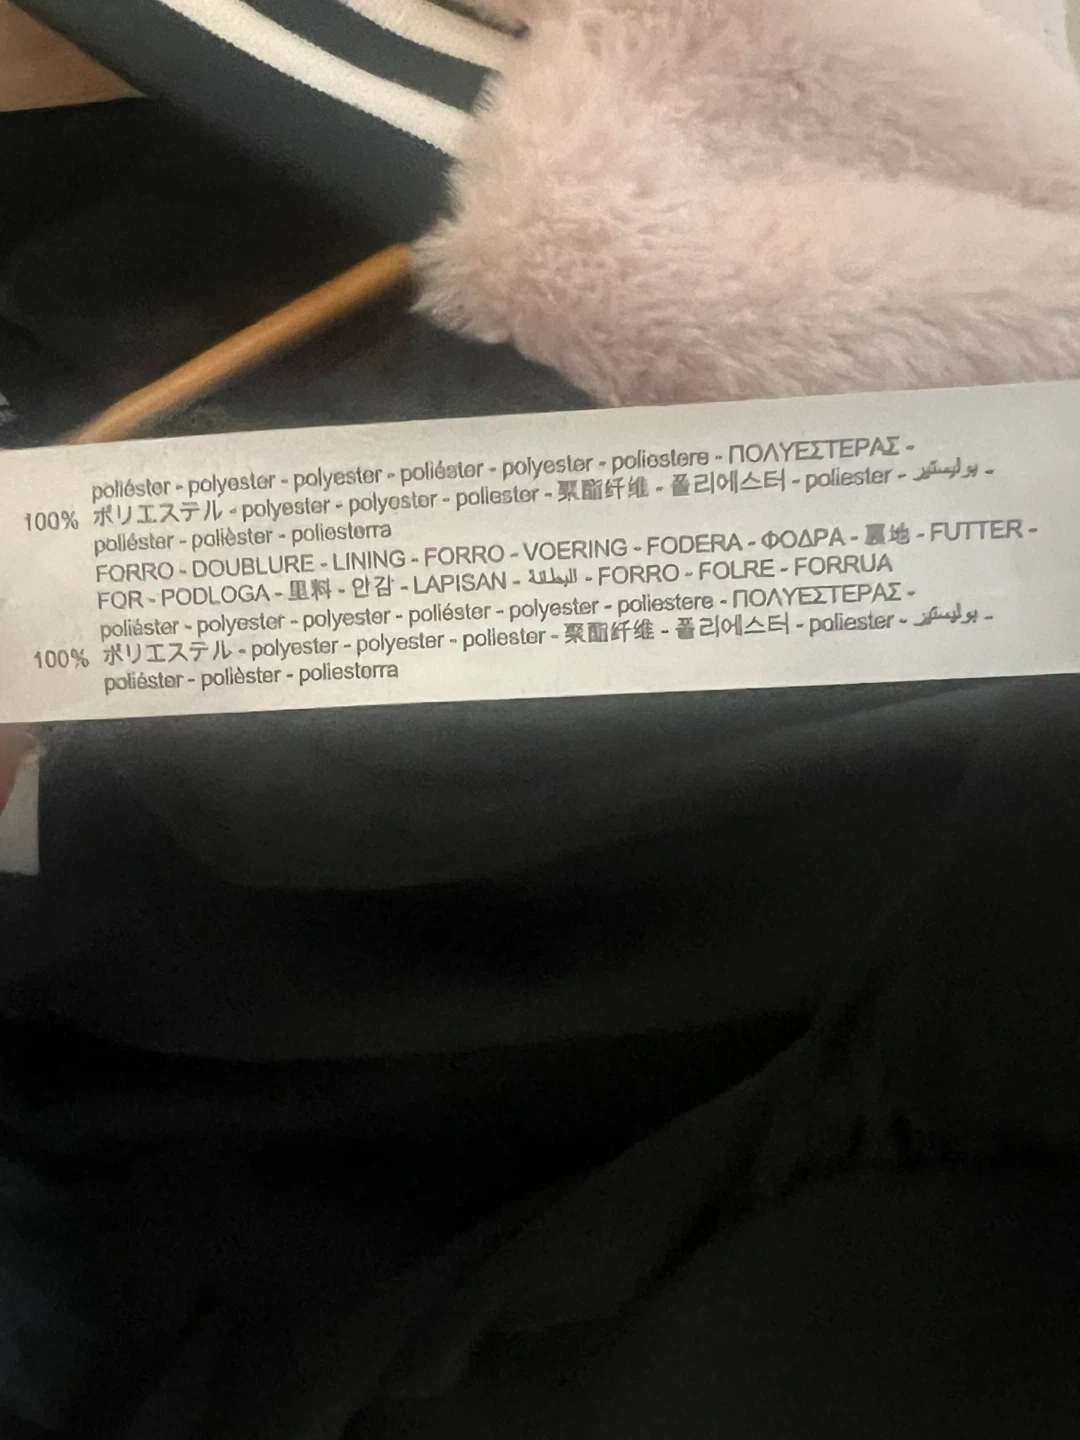 poliéster - polyester - polyester - poliéster - polyester - poliestere - ΠΟΛΥΕΣΤΕΡΑΣ -
100% ポリエステル - polyester - polyester - poliester - 聚酯纤维 - 폴리에스터 - poliester - بوليستير -
poliéster - polièster - poliesterra
FORRO - DOUBLURE - LINING - FORRO - VOERING - FODERA - ΦΟΔΡΑ - 裏地 - FUTTER -
FOR - PODLOGA - 里料 - 안감 - LAPISAN - البطانة - FORRO - FOLRE - FORRUA
poliéster - polyester - polyester - poliéster - polyester - poliestere - ΠΟΛΥΕΣΤΕΡΑΣ -
100% ポリエステル - polyester - polyester - poliester - 聚酯纤维 - 폴리에스터 - poliester - بوليستير -
poliéster - polièster - poliesterra